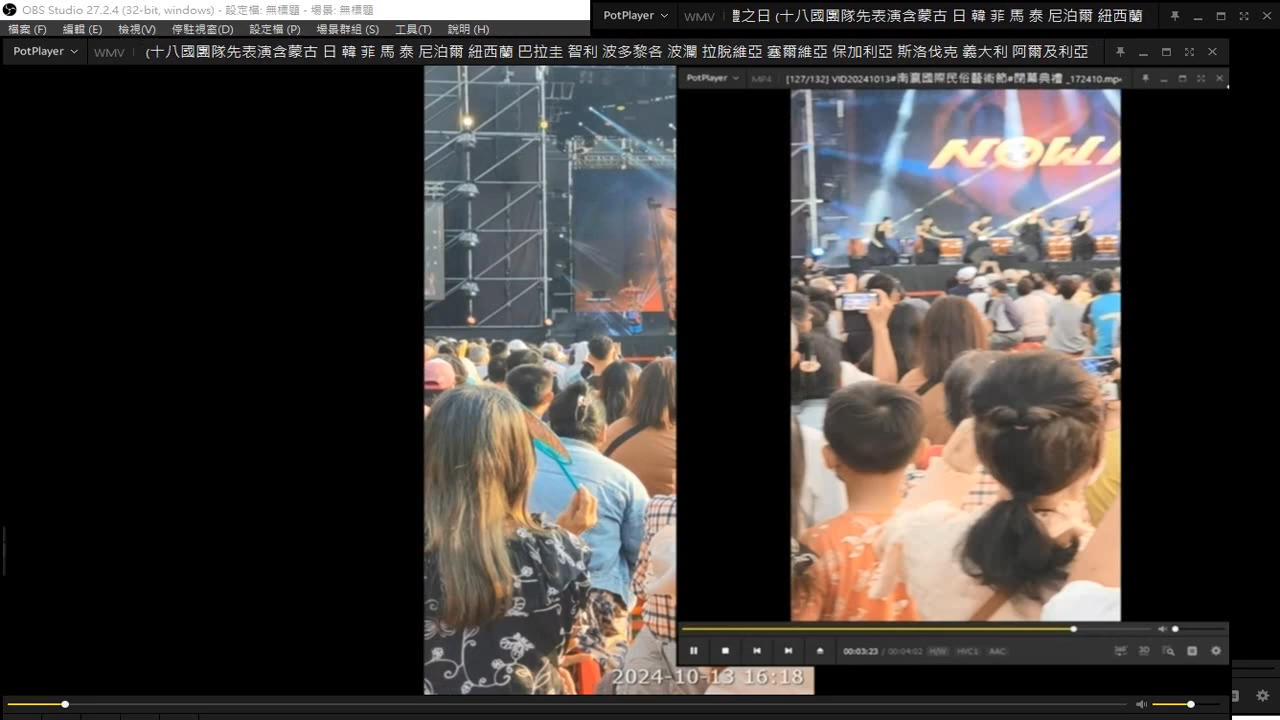 OBS Studio 27.2.4 (32-bit, windows) - 設定檔: 無標題 - 場景: 無標題
檔案 (F) 編輯 (E) 檢視(V) 停駐視窗(D) 設定檔 (P) 場景群組 (S) 工具(T) 說明 (H)
PotPlayer WMV 禮之日 (十八國團隊先表演含蒙古 日 韓 菲 馬 泰 尼泊爾 紐西蘭
PotPlayer WMV (十八國團隊先表演含蒙古 日 韓 菲 馬 泰 尼泊爾 紐西蘭 巴拉圭 智利 波多黎各 波瀾 拉脫維亞 塞爾維亞 保加利亞 斯洛伐克 義大利 阿爾及利亞
PotPlayer MP4 [127/132] VID20241013#南瀛國際民俗藝術節#閉幕典禮 _172410.mp4
NOW
00:03:23 / 00:04:02 H/W HVC1 AAC
360° 3D
2024-10-13 16:18